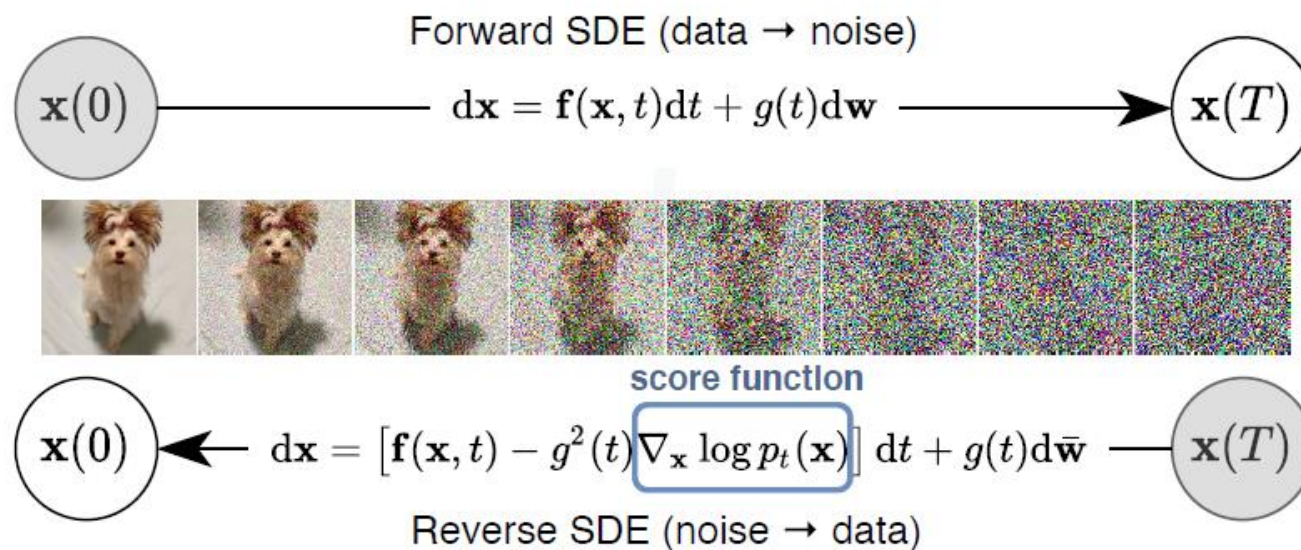 Forward SDE (data → noise)
x(0) dx = f(x, t)dt + g(t)dw x(T)
score function
x(0) dx = [f(x, t) − g²(t)∇ₓ log pₜ(x)] dt + g(t)dw̄ x(T)
Reverse SDE (noise → data)